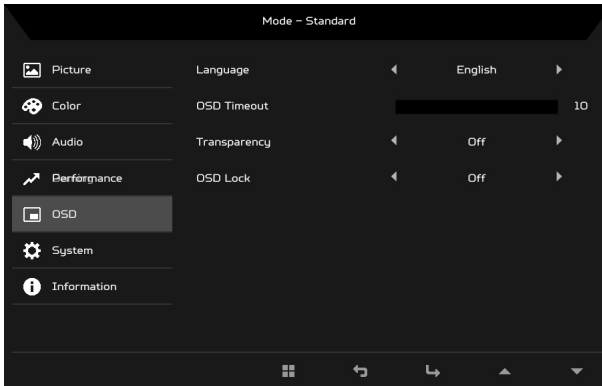 Mode – Standard
Picture
Language
English
Color
OSD Timeout
10
Audio
Transparency
Off
Performance
OSD Lock
Off
OSD
System
Information